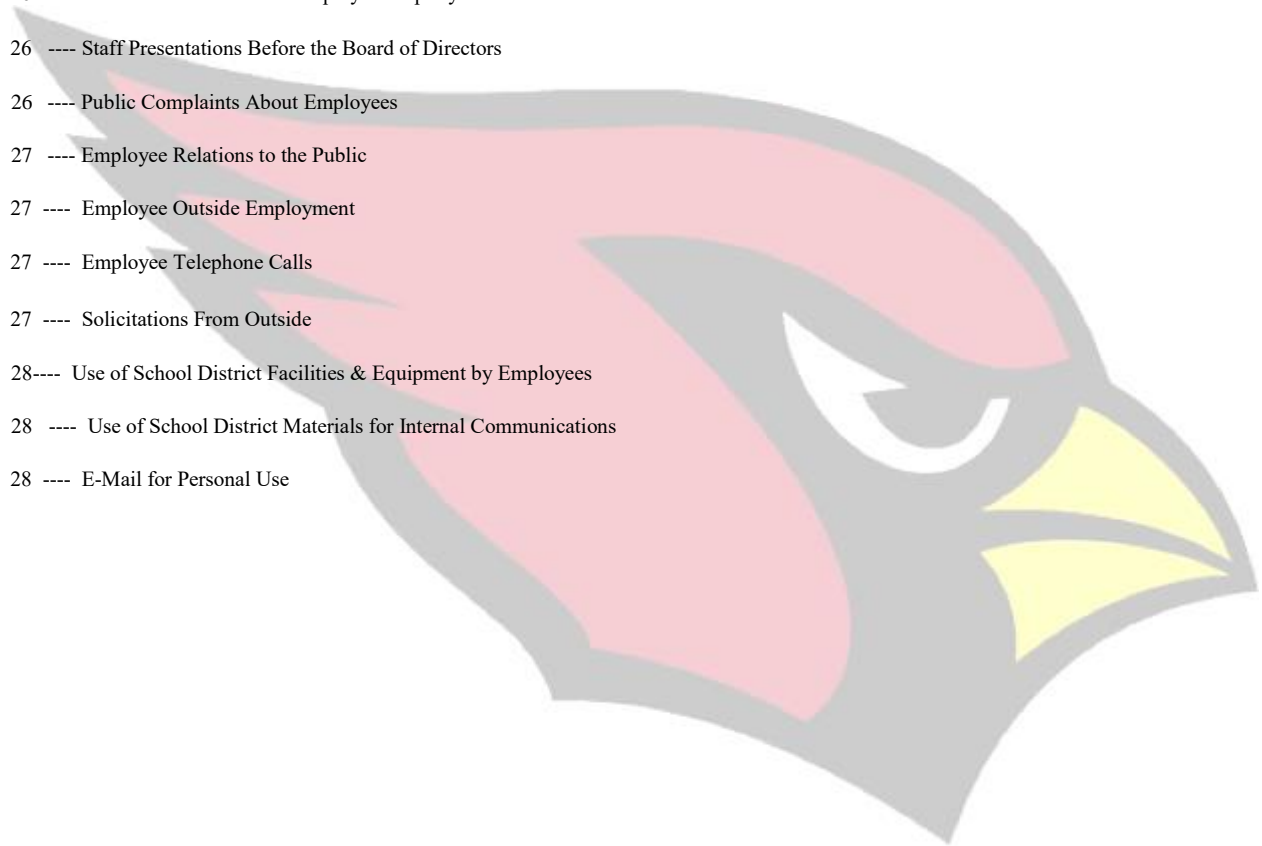 26 ---- Staff Presentations Before the Board of Directors
26 ---- Public Complaints About Employees
27 ---- Employee Relations to the Public
27 ---- Employee Outside Employment
27 ---- Employee Telephone Calls
27 ---- Solicitations From Outside
28---- Use of School District Facilities & Equipment by Employees
28 ---- Use of School District Materials for Internal Communications
28 ---- E-Mail for Personal Use